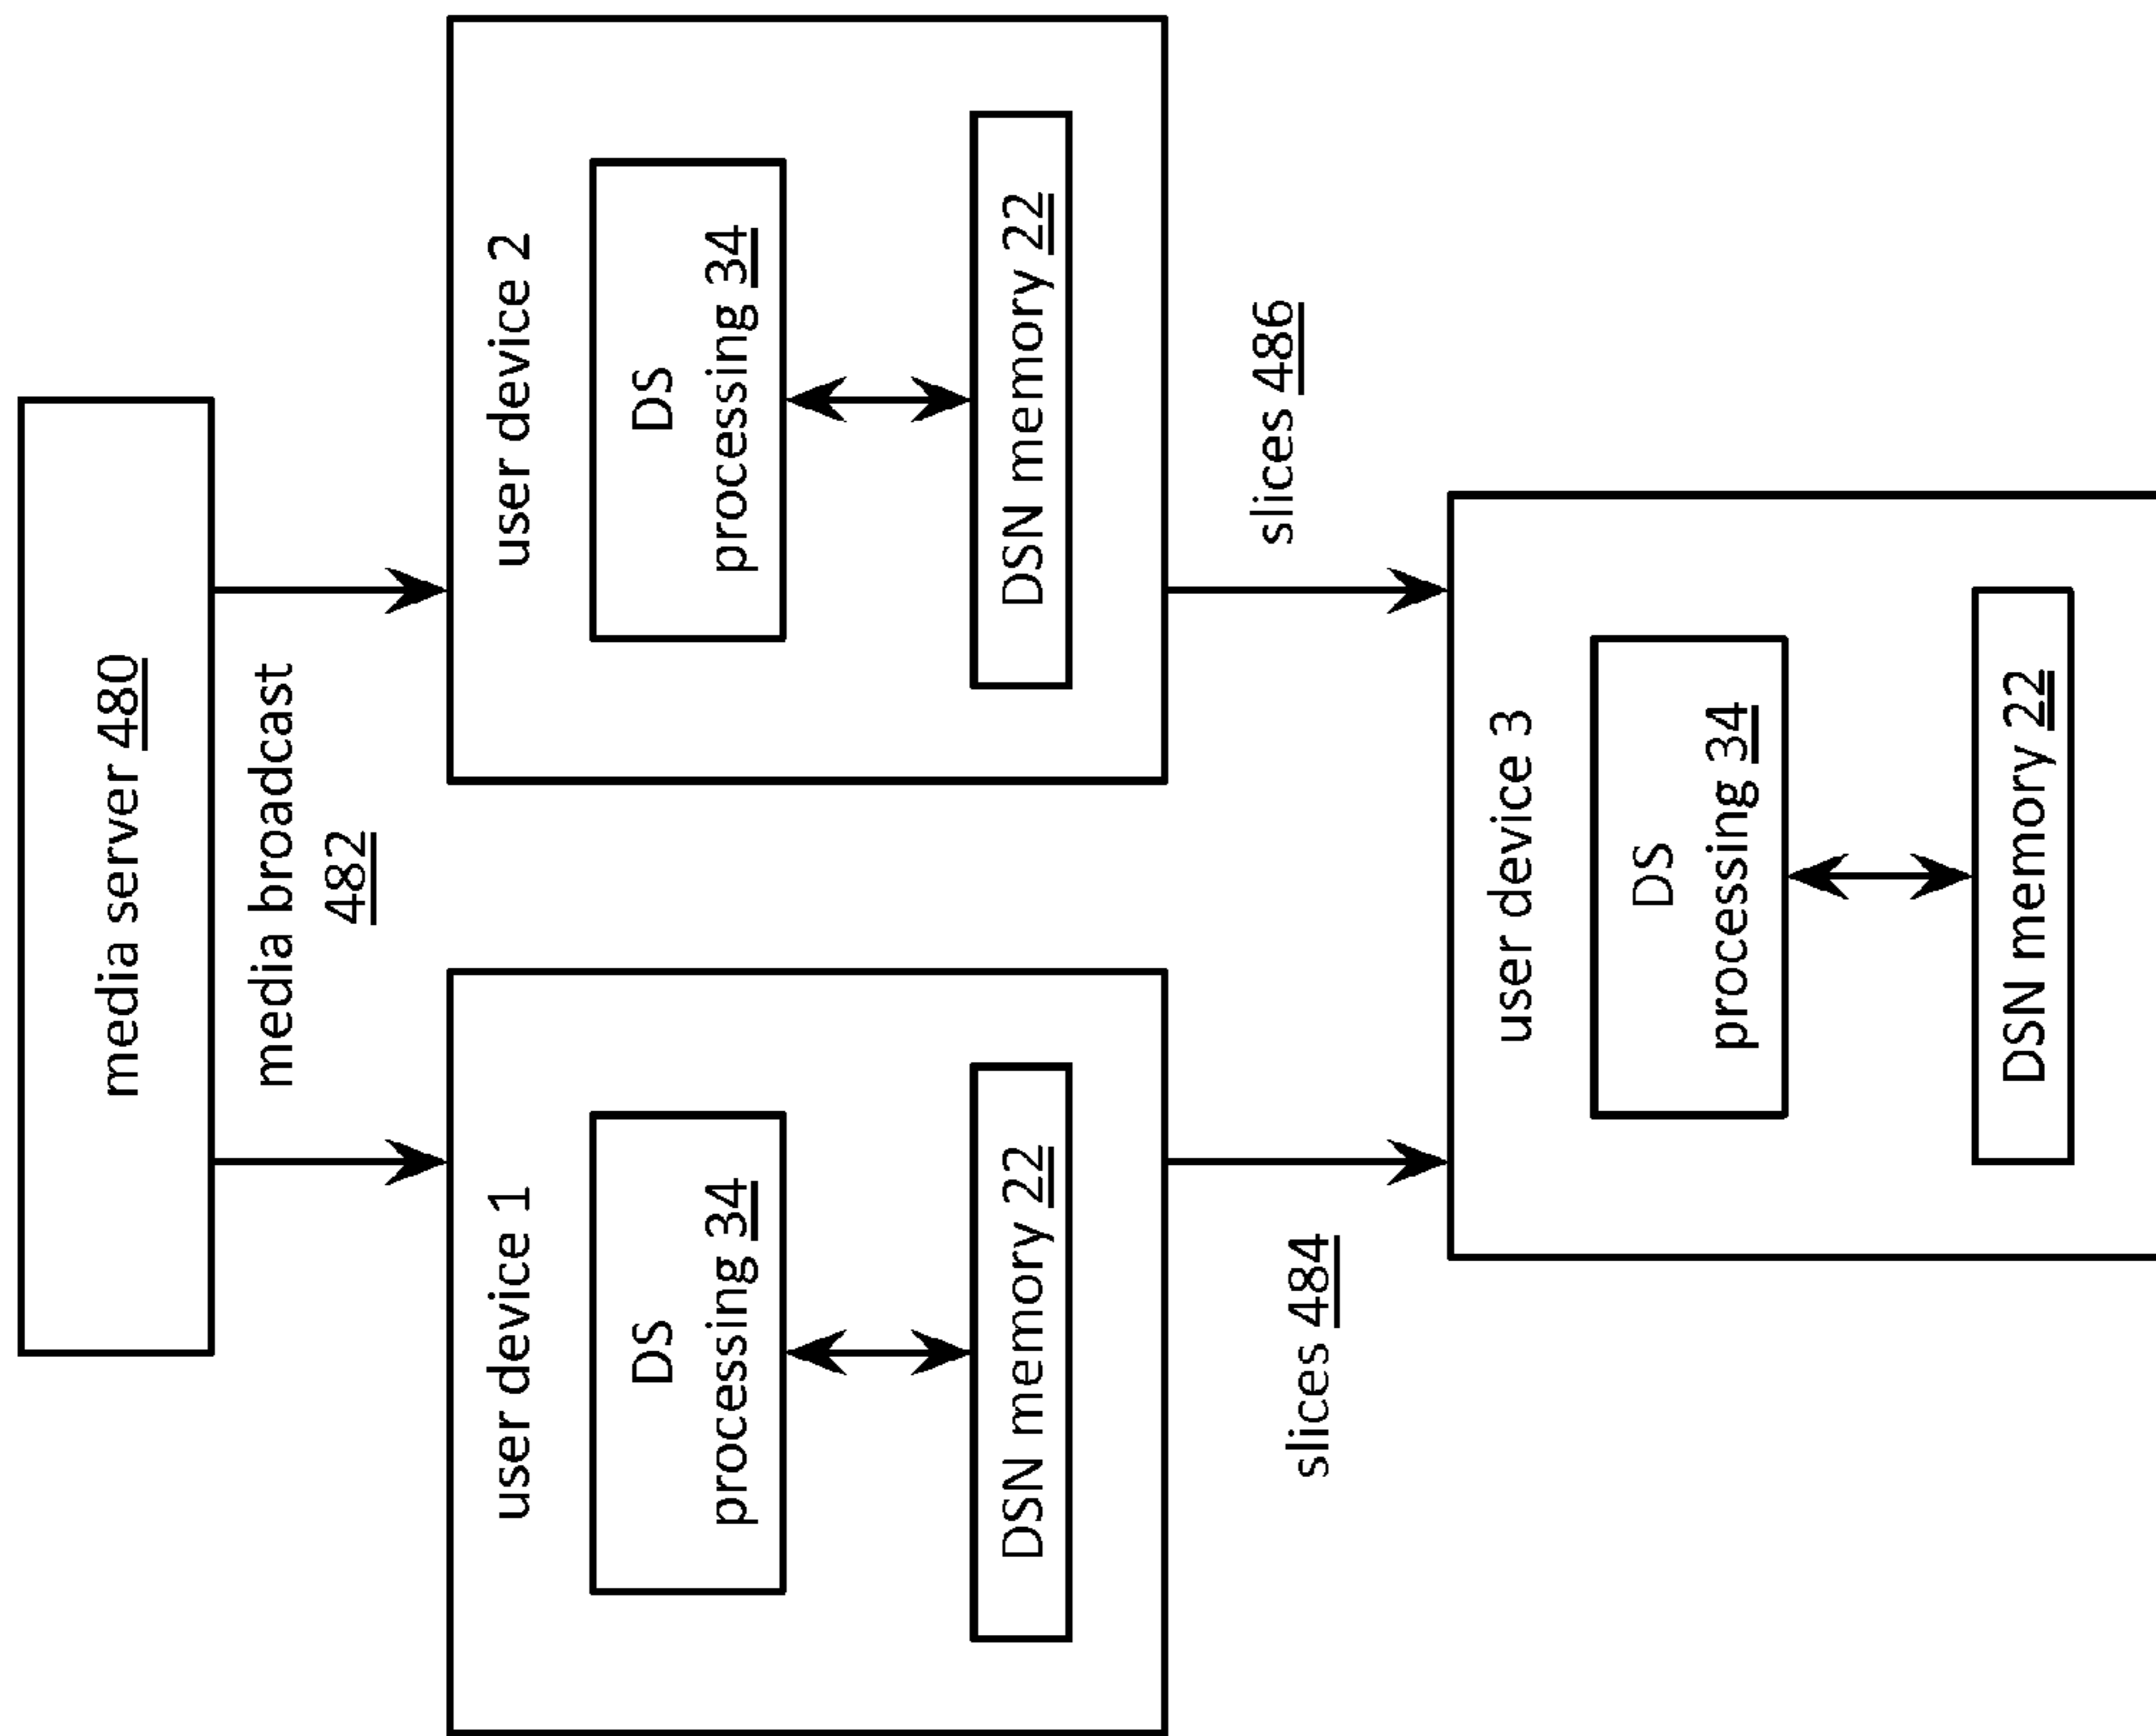 media server 480
media broadcast
482
user device 1
DS
processing 34
DSN memory 22
user device 2
DS
processing 34
DSN memory 22
slices 484
slices 486
user device 3
DS
processing 34
DSN memory 22